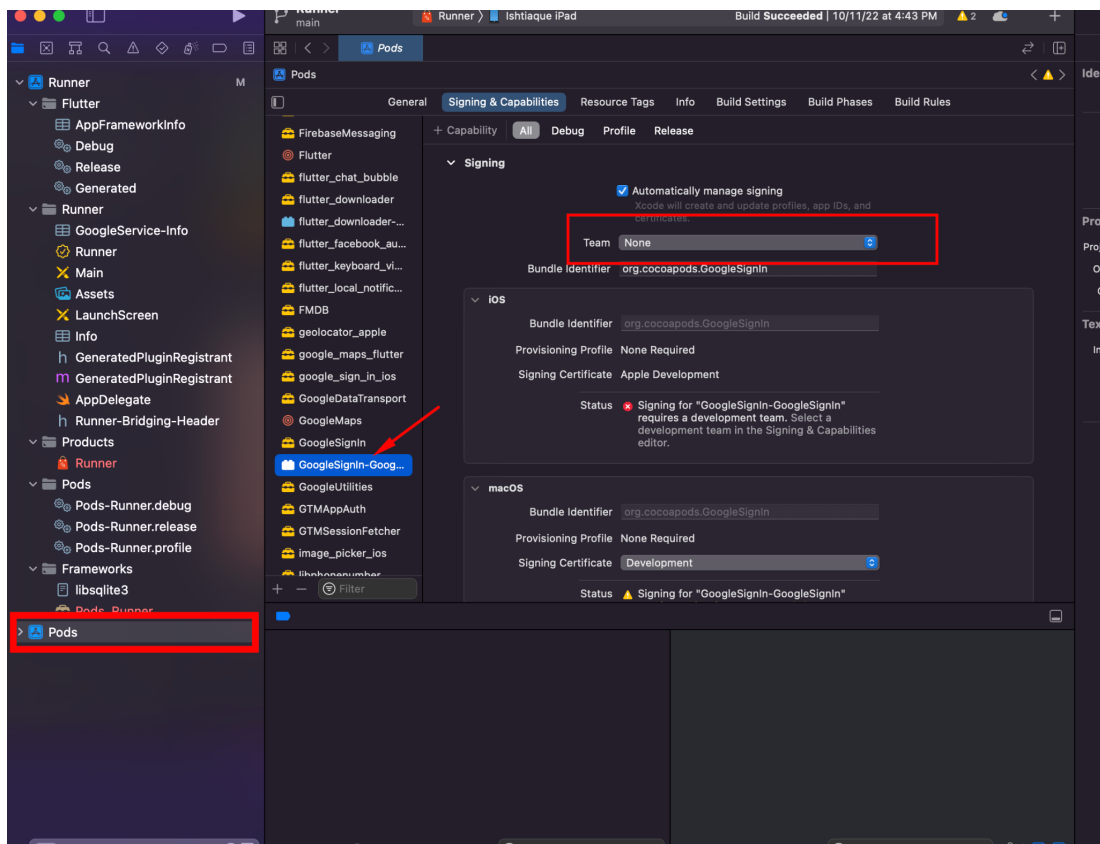 Runner
main
Runner
Ishtiaque iPad
Build Succeeded | 10/11/22 at 4:43 PM
2
Pods
Runner
M
Flutter
AppFrameworkInfo
Debug
Release
Generated
Runner
GoogleService-Info
Runner
Main
Assets
LaunchScreen
Info
h GeneratedPluginRegistrant
m GeneratedPluginRegistrant
AppDelegate
h Runner-Bridging-Header
Products
Runner
Pods
Pods-Runner.debug
Pods-Runner.release
Pods-Runner.profile
Frameworks
libsqlite3
Pods_Runner
Pods
Pods
General
Signing & Capabilities
Resource Tags
Info
Build Settings
Build Phases
Build Rules
FirebaseMessaging
Flutter
flutter_chat_bubble
flutter_downloader
flutter_downloader-...
flutter_facebook_au...
flutter_keyboard_vi...
flutter_local_notific...
FMDB
geolocator_apple
google_maps_flutter
google_sign_in_ios
GoogleDataTransport
GoogleMaps
GoogleSignIn
GoogleSignIn-Goog...
GoogleUtilities
GTMAppAuth
GTMSessionFetcher
image_picker_ios
libphonenumber
+ − Filter
+ Capability
All
Debug
Profile
Release
Signing
Automatically manage signing
Xcode will create and update profiles, app IDs, and
certificates.
Team None
Bundle Identifier org.cocoapods.GoogleSignIn
iOS
Bundle Identifier org.cocoapods.GoogleSignIn
Provisioning Profile None Required
Signing Certificate Apple Development
Status Signing for "GoogleSignIn-GoogleSignIn"
requires a development team. Select a
development team in the Signing & Capabilities
editor.
macOS
Bundle Identifier org.cocoapods.GoogleSignIn
Provisioning Profile None Required
Signing Certificate Development
Status Signing for "GoogleSignIn-GoogleSignIn"
Ide
Pro
Proj
O
Tex
In